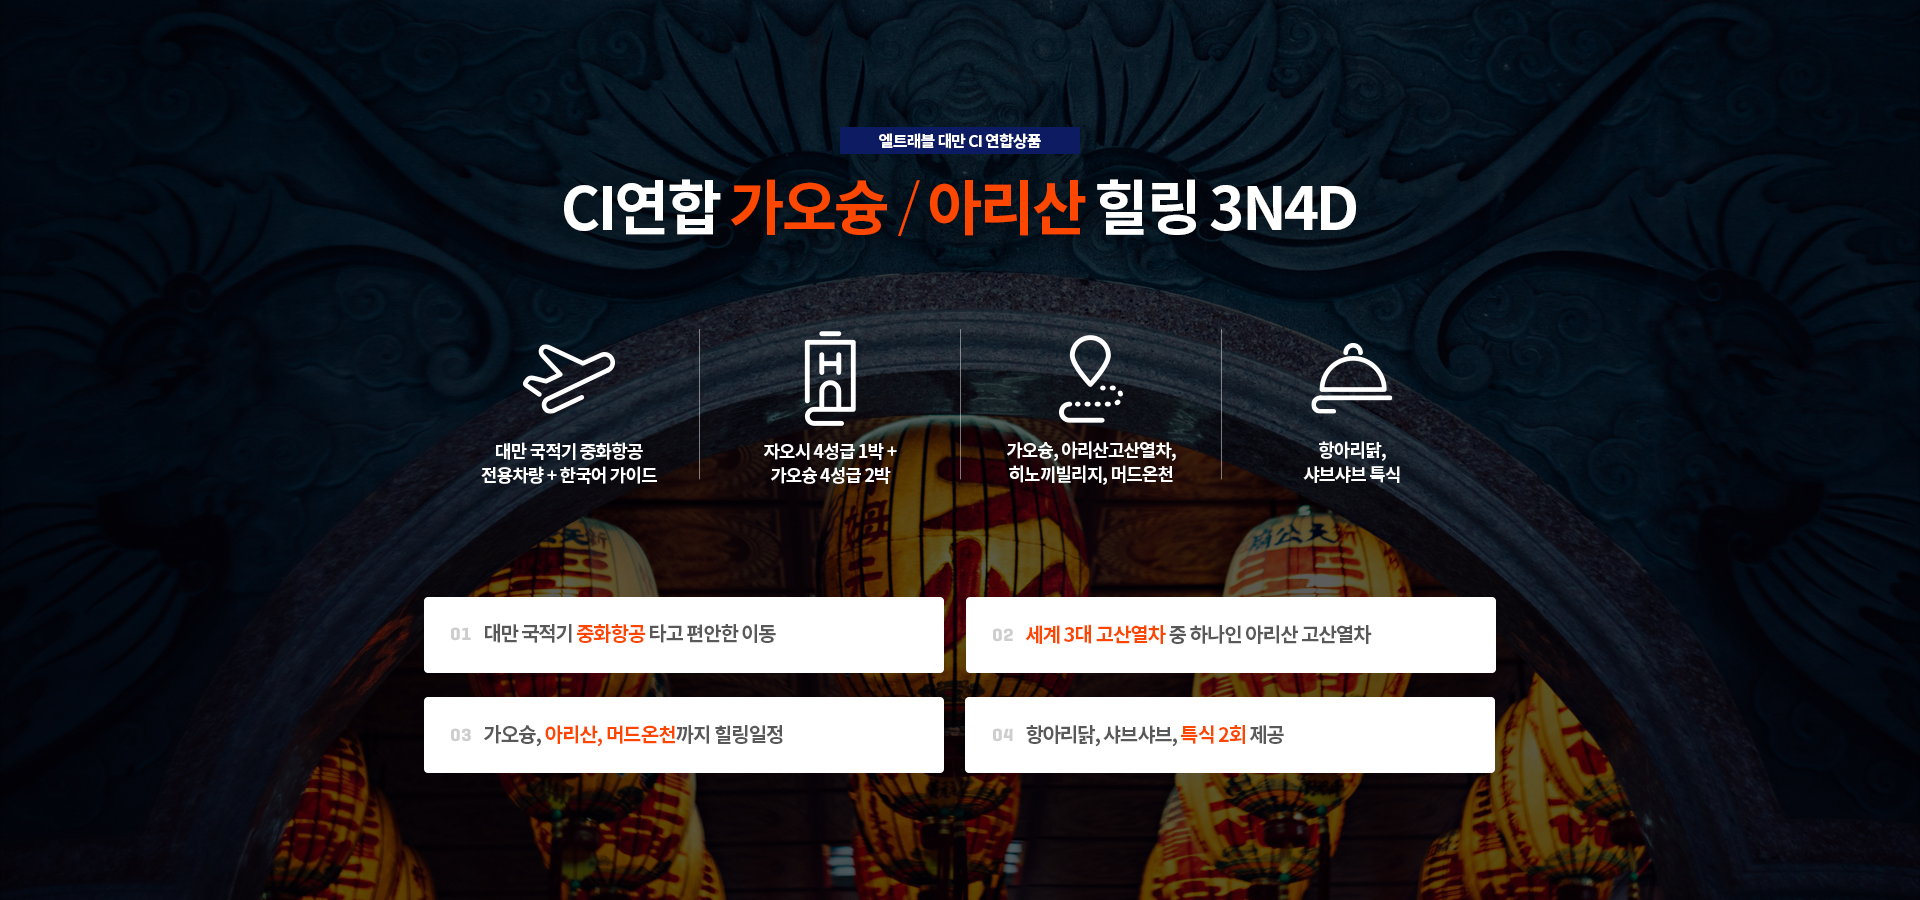 엘트래블 대만 CI 연합상품
CI연합 가오슝 / 아리산 힐링 3N4D
대만 국적기 중화항공
전용차량 + 한국어 가이드
자오시 4성급 1박 +
가오슝 4성급 2박
가오슝, 아리산고산열차,
히노끼빌리지, 머드온천
항아리닭,
샤브샤브 특식
01 대만 국적기 중화항공 타고 편안한 이동
02 세계 3대 고산열차 중 하나인 아리산 고산열차
03 가오슝, 아리산, 머드온천까지 힐링일정
04 항아리닭, 샤브샤브, 특식 2회 제공